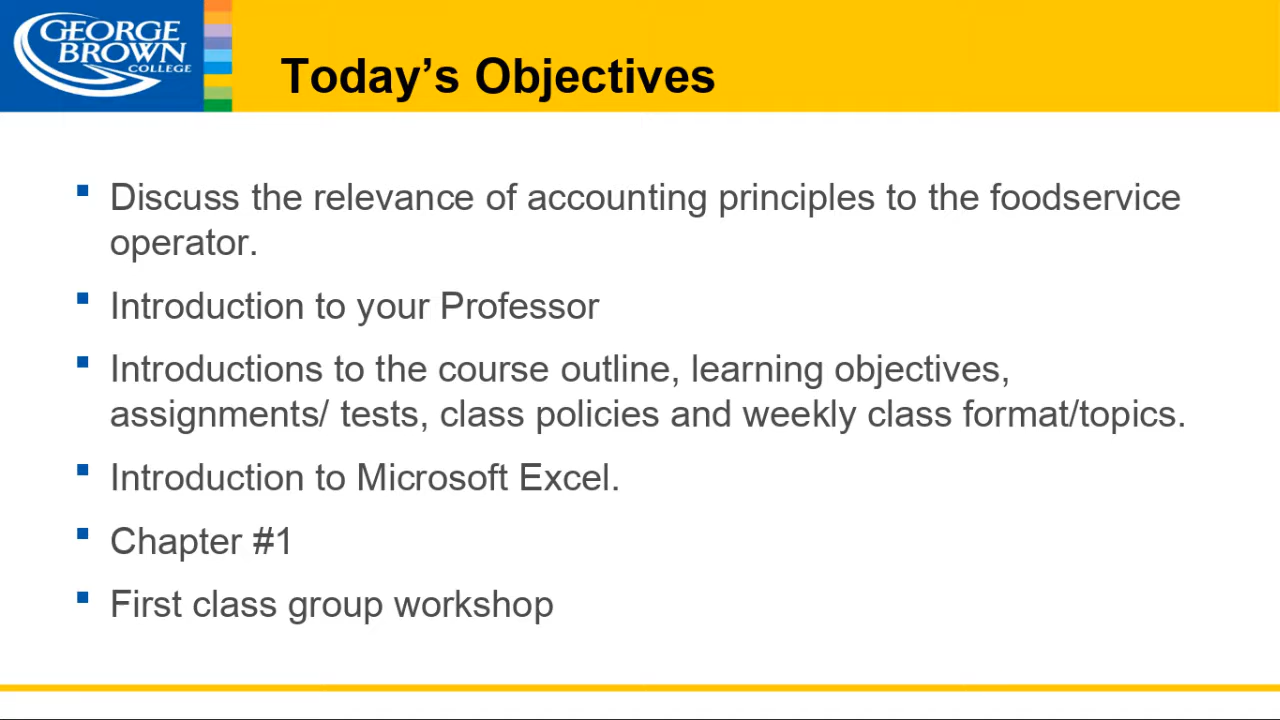 GEORGE
BROWN
COLLEGE
Today’s Objectives
Discuss the relevance of accounting principles to the foodservice
operator.
Introduction to your Professor
Introductions to the course outline, learning objectives,
assignments/ tests, class policies and weekly class format/topics.
Introduction to Microsoft Excel.
Chapter #1
First class group workshop